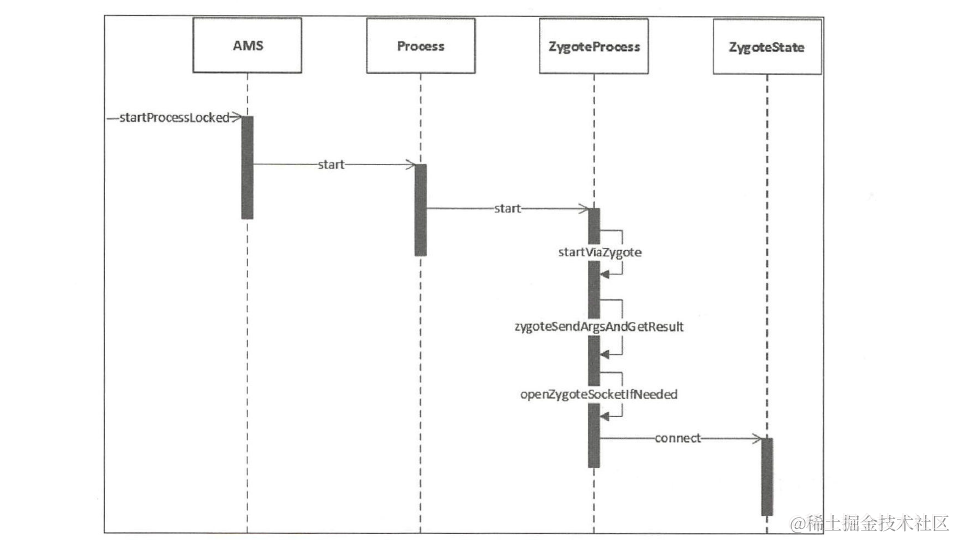 AMS
Process
ZygoteProcess
ZygoteState
startProcessLocked
start
start
startViaZygote
zygoteSendArgsAndGetResult
openZygoteSocketIfNeeded
connect
@稀土掘金技术社区